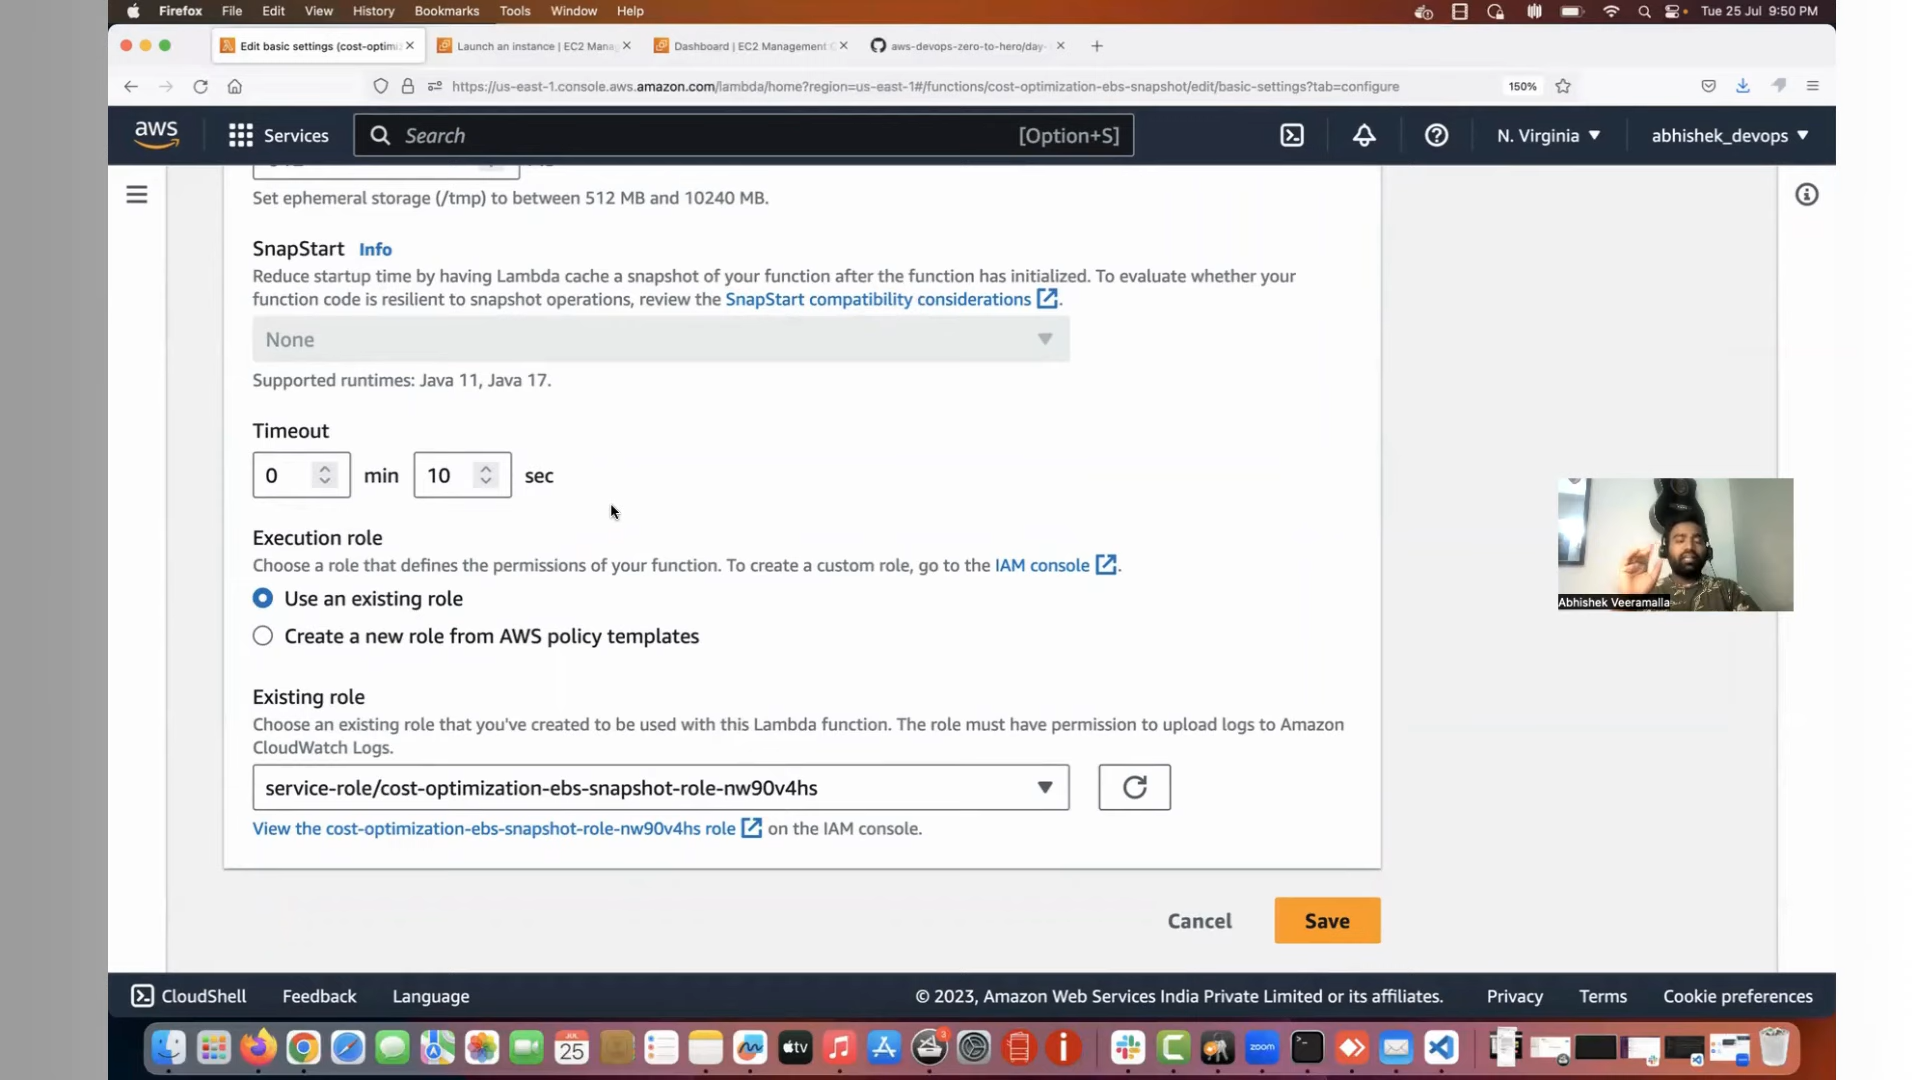 Firefox File Edit View History Bookmarks Tools Window Help Tue 25 Jul 9:50 PM
Edit basic settings (cost-optimi Launch an instance | EC2 Mana Dashboard | EC2 Management aws-devops-zero-to-hero/day-
https://us-east-1.console.aws.amazon.com/lambda/home?region=us-east-1#/functions/cost-optimization-ebs-snapshot/edit/basic-settings?tab=configure 150%
aws Services Search [Option+S] N. Virginia abhishek_devops
Set ephemeral storage (/tmp) to between 512 MB and 10240 MB.
SnapStart Info
Reduce startup time by having Lambda cache a snapshot of your function after the function has initialized. To evaluate whether your
function code is resilient to snapshot operations, review the SnapStart compatibility considerations.
None
Supported runtimes: Java 11, Java 17.
Timeout
0 min 10 sec
Execution role
Choose a role that defines the permissions of your function. To create a custom role, go to the IAM console.
Use an existing role
Create a new role from AWS policy templates
Abhishek Veeramalla
Existing role
Choose an existing role that you've created to be used with this Lambda function. The role must have permission to upload logs to Amazon
CloudWatch Logs.
service-role/cost-optimization-ebs-snapshot-role-nw90v4hs
View the cost-optimization-ebs-snapshot-role-nw90v4hs role on the IAM console.
Cancel Save
CloudShell Feedback Language © 2023, Amazon Web Services India Private Limited or its affiliates. Privacy Terms Cookie preferences
JUL
25
tv
3
zoom